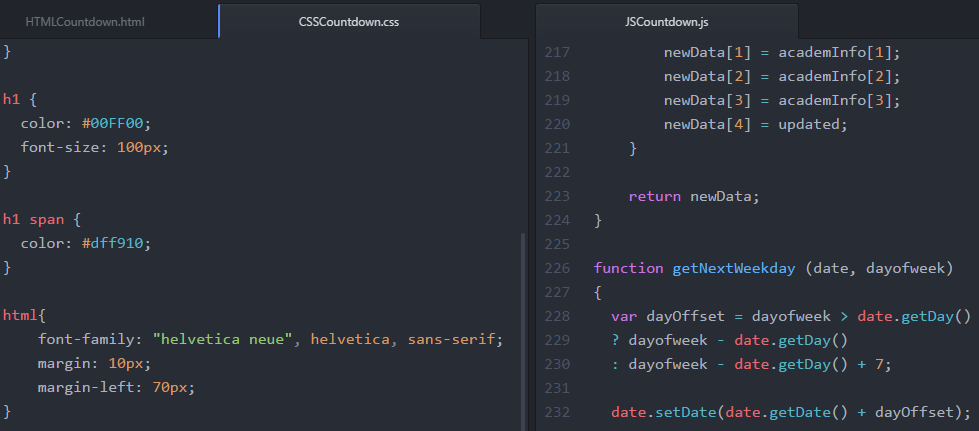 HTMLCountdown.html
CSSCountdown.css
}
h1 {
  color: #00FF00;
  font-size: 100px;
}
h1 span {
  color: #dff910;
}
html{
    font-family: "helvetica neue", helvetica, sans-serif;
    margin: 10px;
    margin-left: 70px;
}
JSCountdown.js
217        newData[1] = academInfo[1];
218        newData[2] = academInfo[2];
219        newData[3] = academInfo[3];
220        newData[4] = updated;
221    }
222
223    return newData;
224 }
225
226 function getNextWeekday (date, dayofweek)
227 {
228   var dayOffset = dayofweek > date.getDay()
229   ? dayofweek - date.getDay()
230   : dayofweek - date.getDay() + 7;
231
232   date.setDate(date.getDate() + dayOffset);